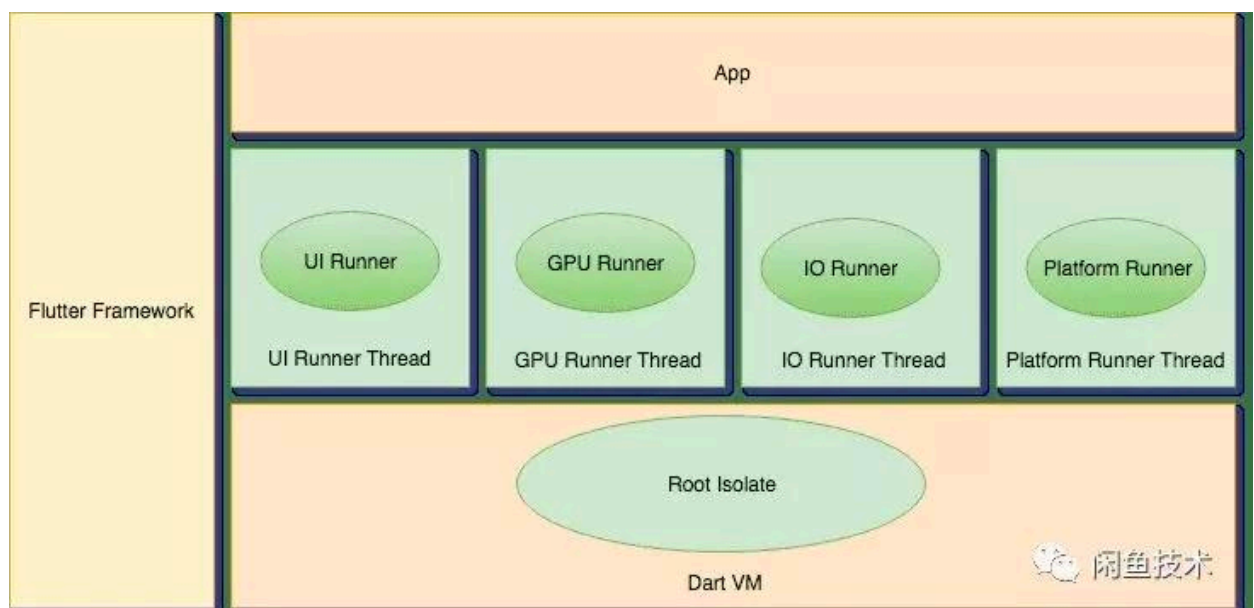 App
UI Runner
GPU Runner
IO Runner
Platform Runner
Flutter Framework
UI Runner Thread
GPU Runner Thread
IO Runner Thread
Platform Runner Thread
Root Isolate
Dart VM
闲鱼技术